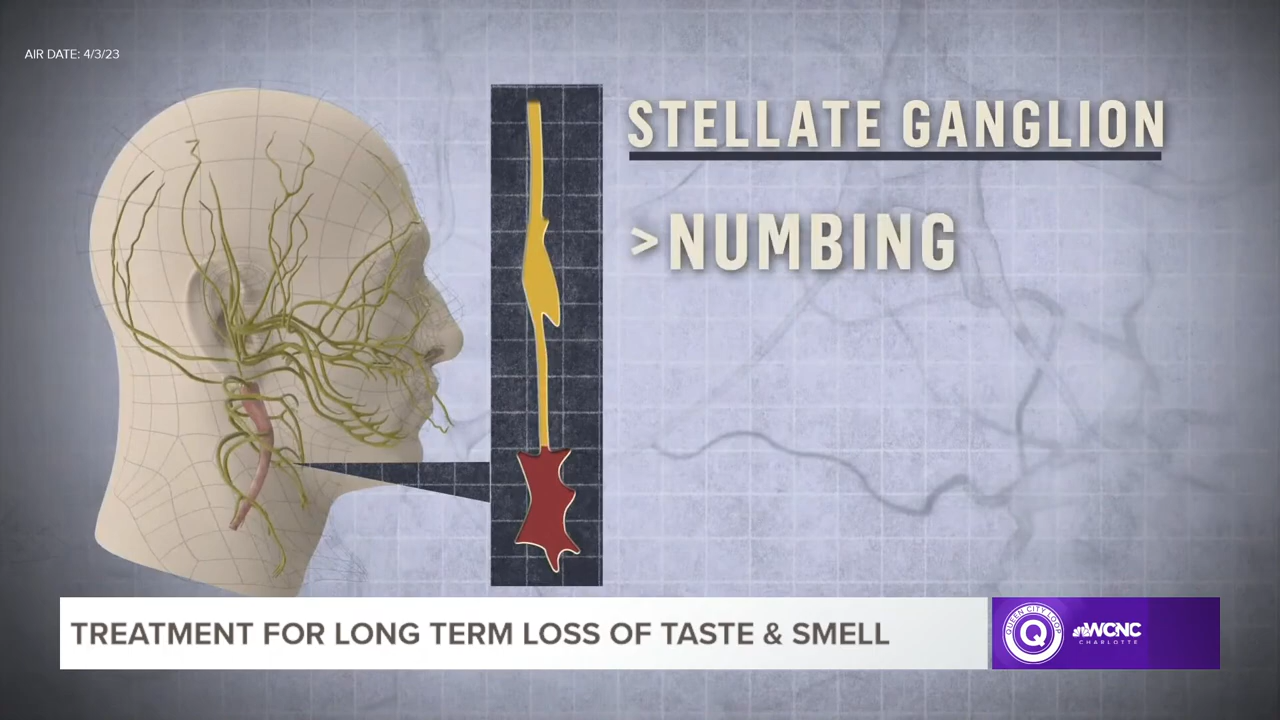 AIR DATE: 4/3/23
STELLATE GANGLION
>NUMBING
TREATMENT FOR LONG TERM LOSS OF TASTE & SMELL
QUEEN CITY LOOP
Q
WCNC
CHARLOTTE